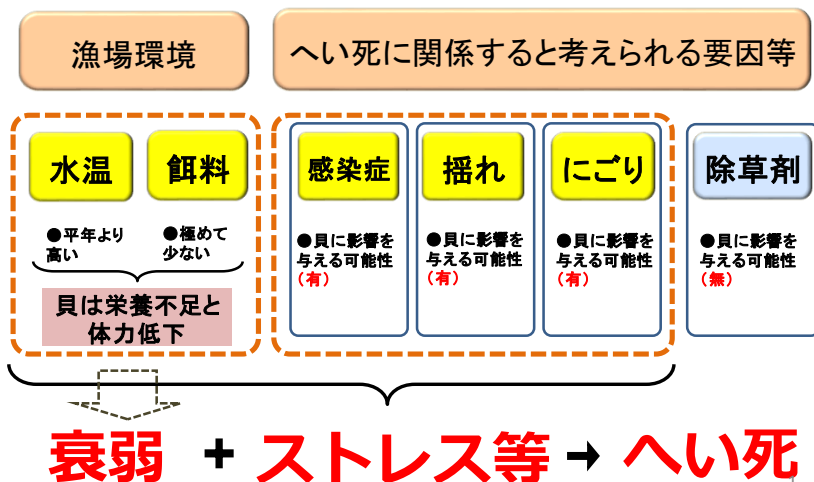 漁場環境
へい死に関係すると考えられる要因等
水温
餌料
感染症
揺れ
にごり
除草剤
●平年より
高い
●極めて
少ない
貝は栄養不足と
体力低下
●貝に影響を
与える可能性
（有）
●貝に影響を
与える可能性
（有）
●貝に影響を
与える可能性
（有）
●貝に影響を
与える可能性
（無）
衰弱 + ストレス等 → へい死